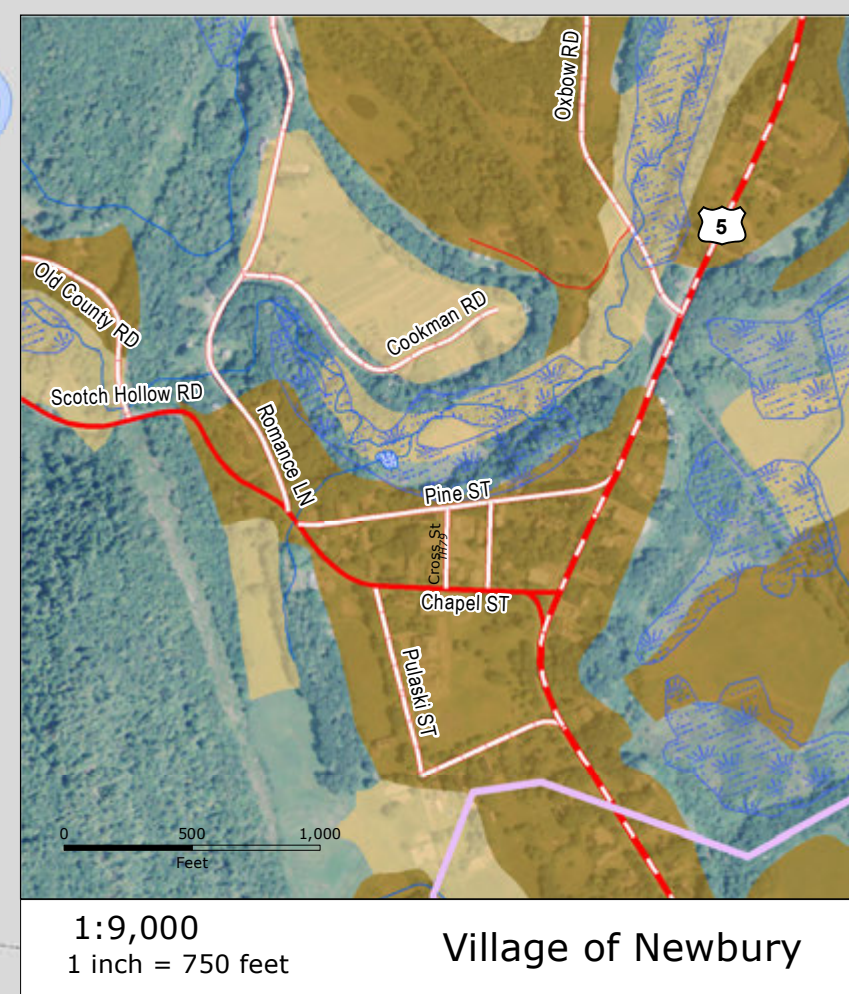 Oxbow RD
5
Old County RD
Cookman RD
Scotch Hollow RD
Romance LN
Pine ST
Cross St
TH79
Chapel ST
Pulaski ST
0 500 1,000
Feet
1:9,000
1 inch = 750 feet
Village of Newbury